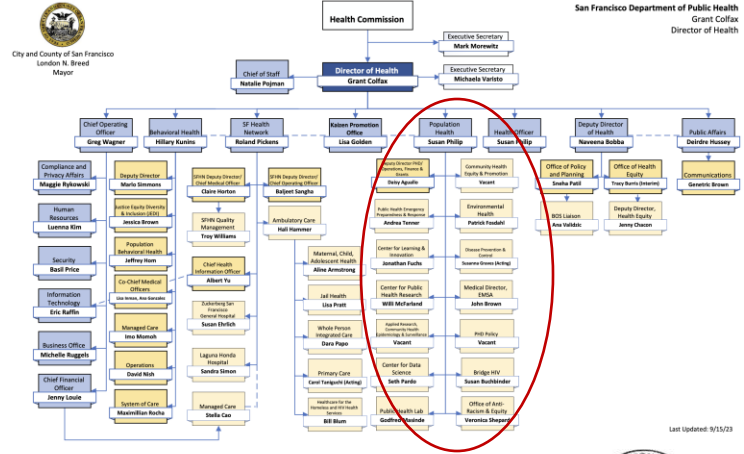 San Francisco Department of Public Health
Grant Colfax
Director of Health
City and County of San Francisco
London N. Breed
Mayor
Health Commission
Executive Secretary
Mark Morewitz
Chief of Staff
Natalie Pojman
Director of Health
Grant Colfax
Executive Secretary
Michaela Varisto
Chief Operating
Officer
Greg Wagner
Behavioral Health
Hillary Kunins
SF Health
Network
Roland Pickens
Kaizen Promotion
Office
Lisa Golden
Population
Health
Susan Philip
Health Officer
Susan Philip
Deputy Director
of Health
Naveena Bobba
Public Affairs
Deirdre Hussey
Compliance and
Privacy Affairs
Maggie Rykowski
Human
Resources
Luenna Kim
Security
Basil Price
Information
Technology
Eric Raffin
Business Office
Michelle Ruggels
Chief Financial
Officer
Jenny Louie
Deputy Director
Marlo Simmons
Justice Equity Diversity
& Inclusion (JEDI)
Jessica Brown
Population
Behavioral Health
Jeffrey Hom
Co-Chief Medical
Officers
Lisa Inman, Ana Gonzalez
Managed Care
Imo Momoh
Operations
David Nish
System of Care
Maximilian Rocha
SFHN Deputy Director/
Chief Medical Officer
Claire Horton
SFHN Quality
Management
Troy Williams
Chief Health
Information Officer
Albert Yu
Zuckerberg San
Francisco
General Hospital
Susan Ehrlich
Laguna Honda
Hospital
Sandra Simon
Managed Care
Stella Cao
SFHN Deputy Director/
Chief Operating Officer
Baljeet Sangha
Ambulatory Care
Hali Hammer
Maternal, Child,
Adolescent Health
Aline Armstrong
Jail Health
Lisa Pratt
Whole Person
Integrated Care
Dara Papo
Primary Care
Carol Taniguchi (Acting)
Healthcare for the
Homeless and HIV Health
Services
Bill Blum
Deputy Director PHD/
Operations, Finance &
Grants
Daisy Aguallo
Public Health Emergency
Preparedness & Response
Andrea Tenner
Center for Learning &
Innovation
Jonathan Fuchs
Center for Public
Health Research
Willi McFarland
Applied Research,
Community Health
Epidemiology & Surveillance
Vacant
Center for Data
Science
Seth Pardo
Public Health Lab
Godfred Masinde
Community Health
Equity & Promotion
Vacant
Environmental
Health
Patrick Fosdahl
Disease Prevention &
Control
Susanna Grness (Acting)
Medical Director,
EMSA
John Brown
PHD Policy
Vacant
Bridge HIV
Susan Buchbinder
Office of Anti-
Racism & Equity
Veronica Shepard
Office of Policy
and Planning
Sneha Patil
BOS Liaison
Ana Validzic
Office of Health
Equity
Tracy Burris (Interim)
Deputy Director,
Health Equity
Jenny Chacon
Communications
Genetric Brown
Last Updated: 9/15/23